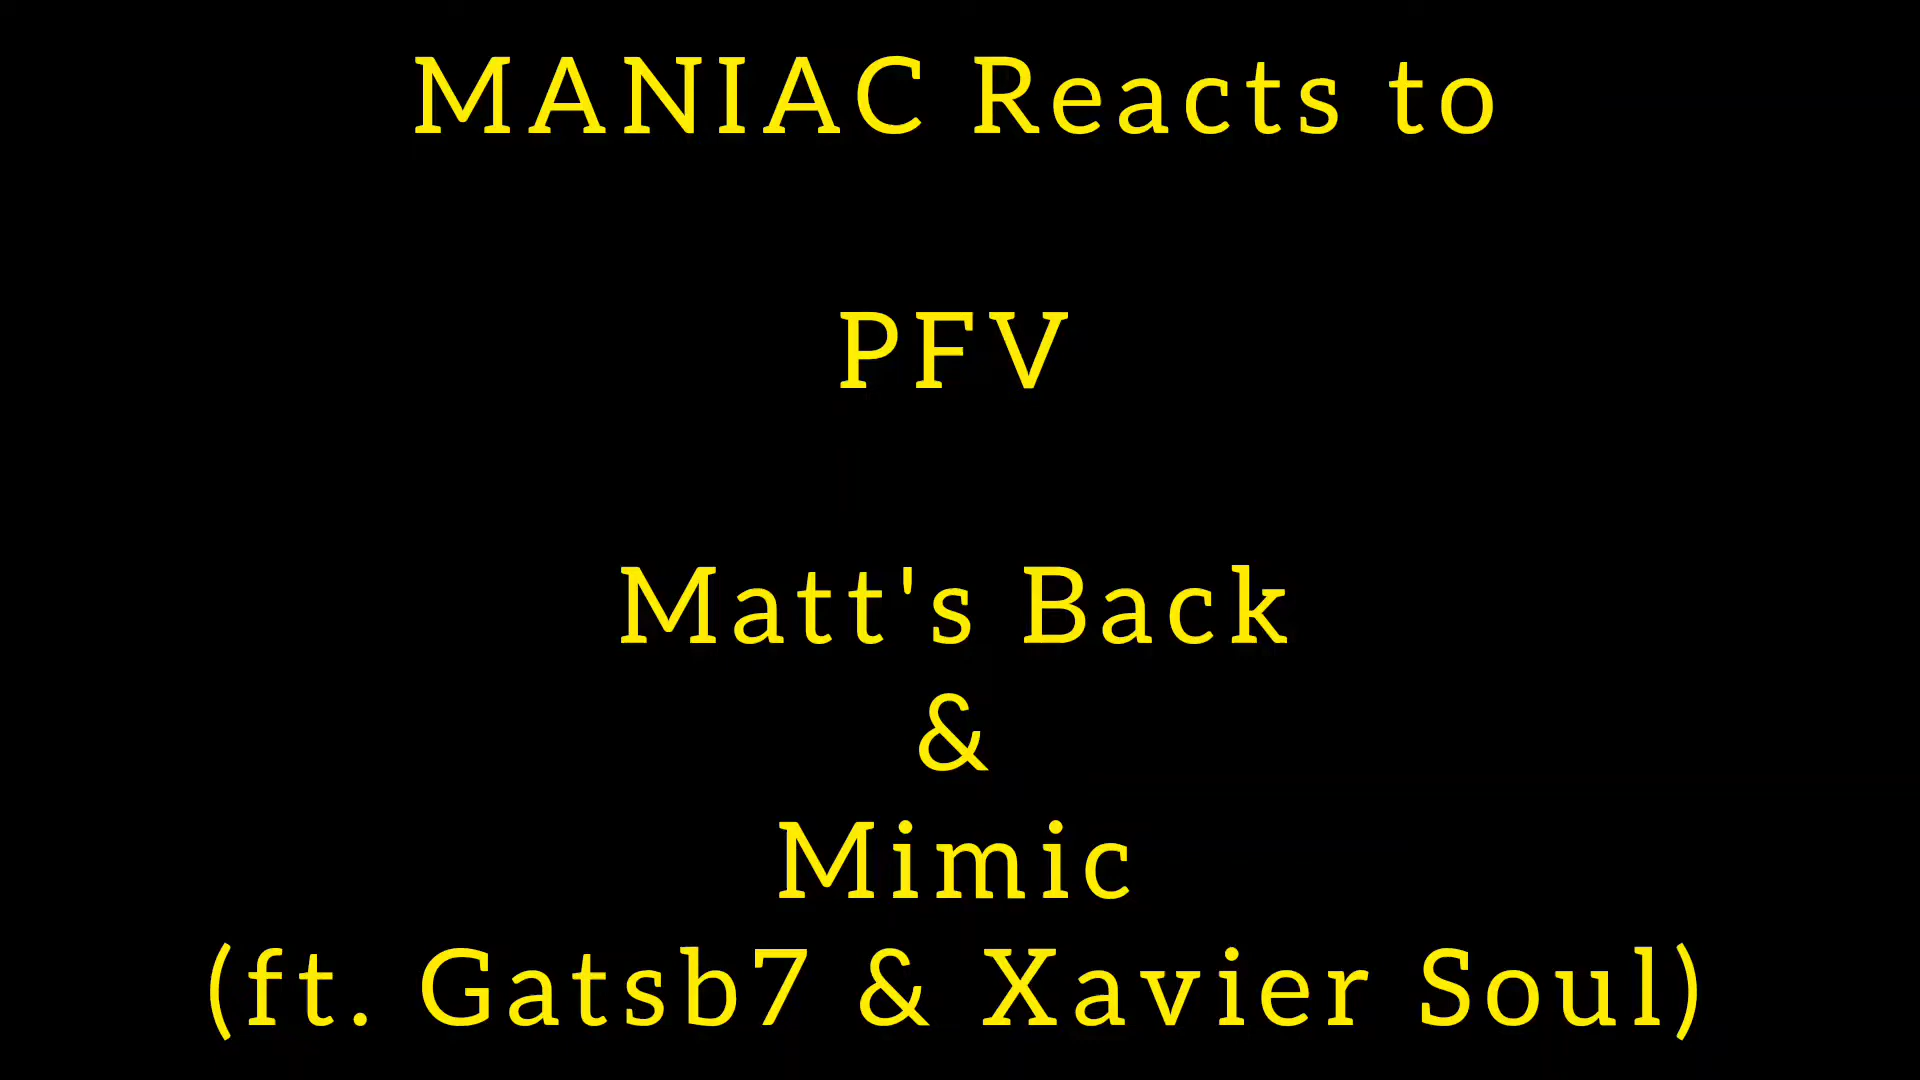 MANIAC Reacts to
PFV
Matt's Back
&
Mimic
(ft. Gatsb7 & Xavier Soul)